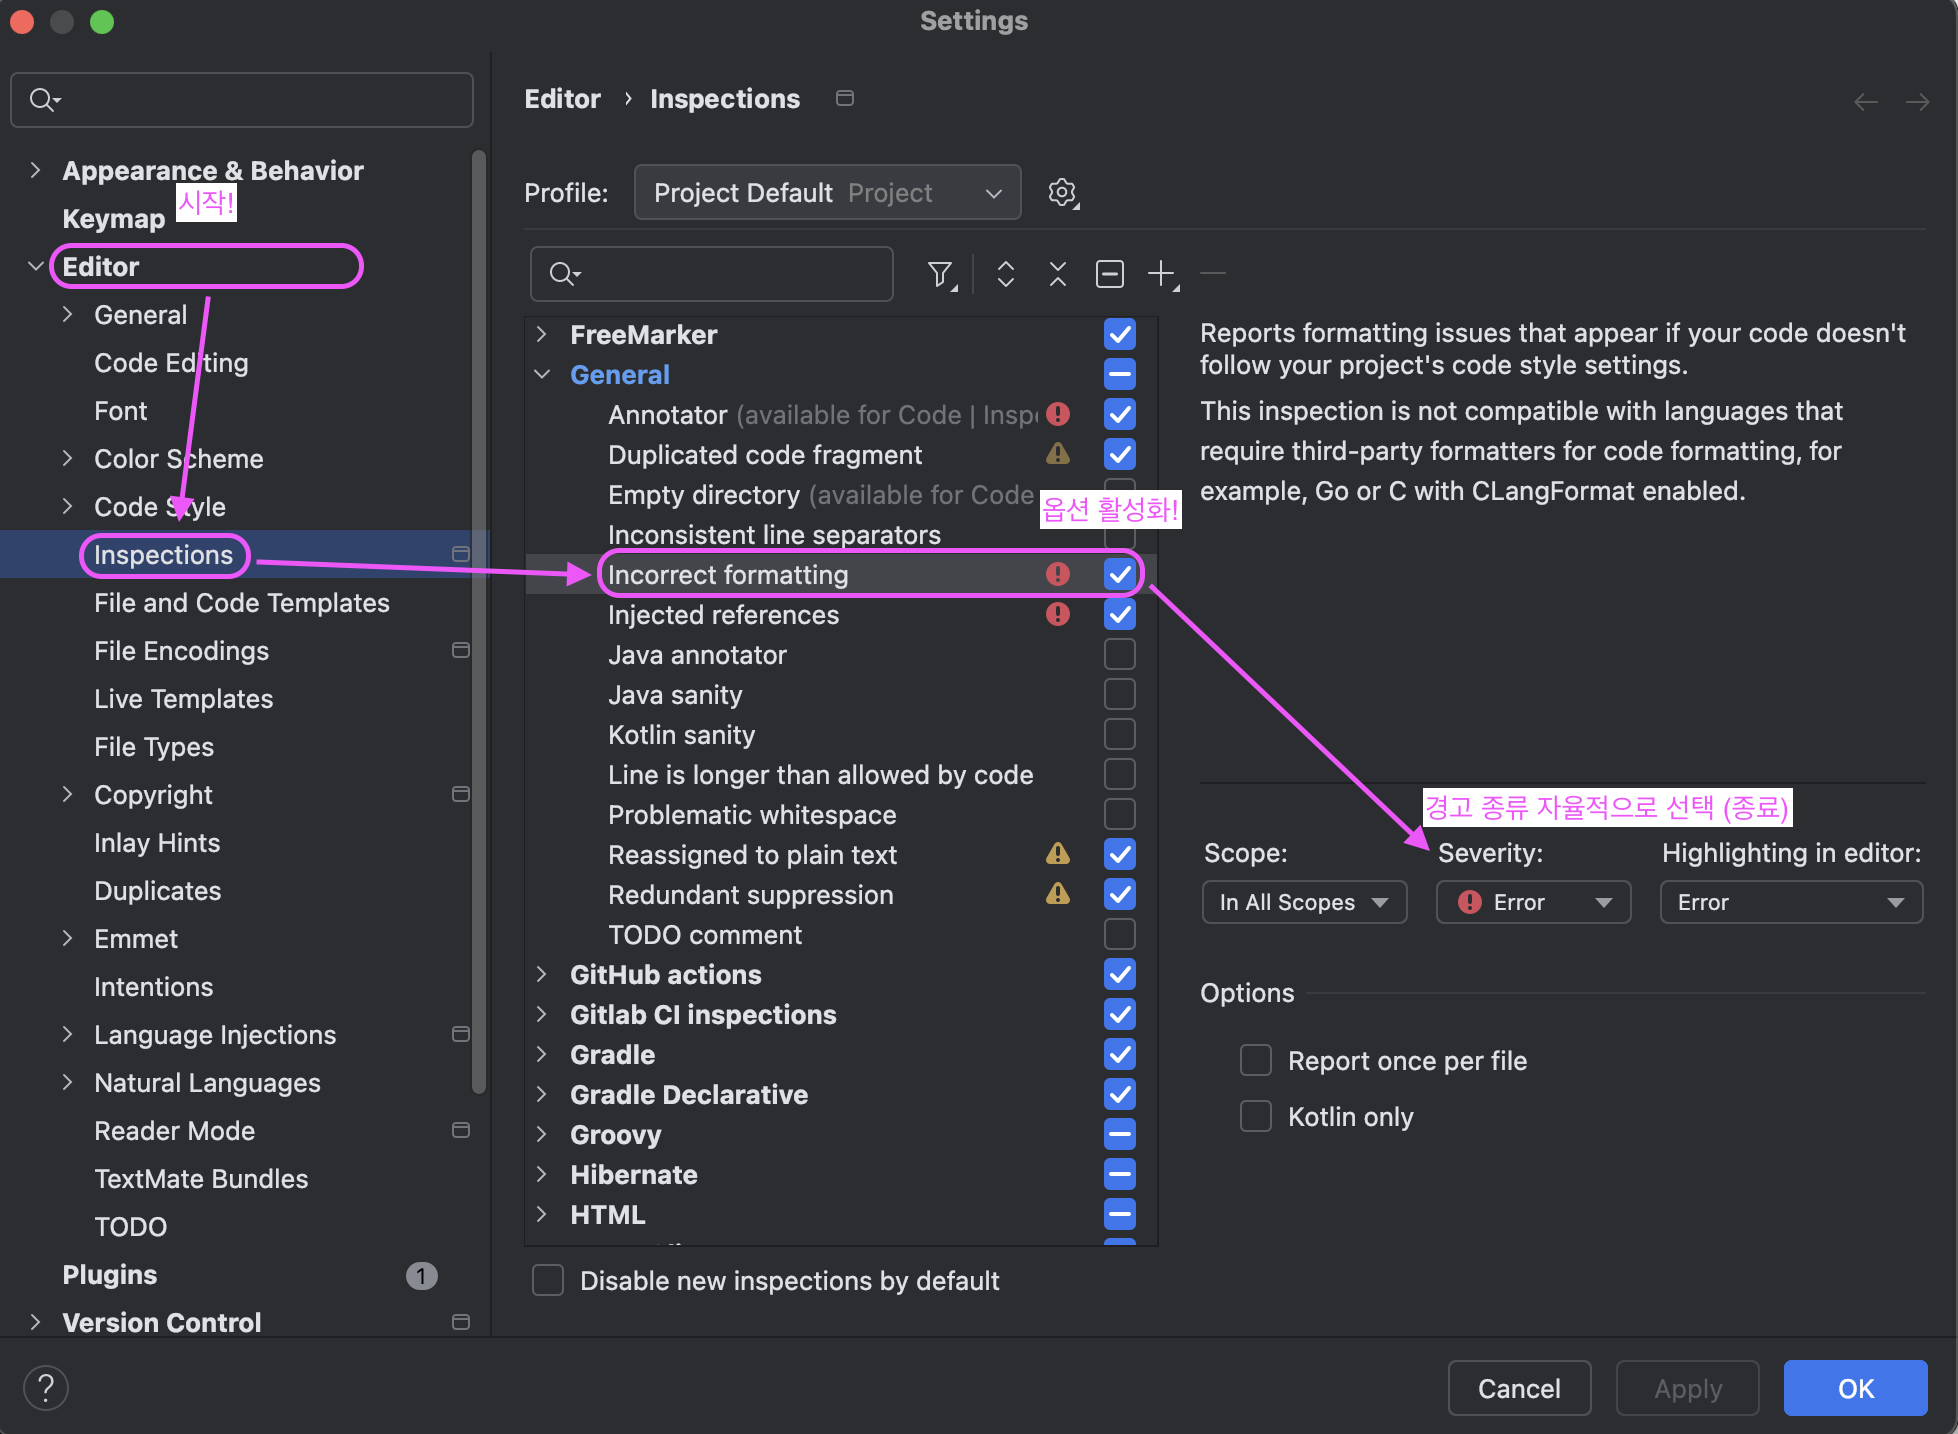 Settings
Appearance & Behavior
시작!
Keymap
Editor
General
Code Editing
Font
Color Scheme
Code Style
Inspections
File and Code Templates
File Encodings
Live Templates
File Types
Copyright
Inlay Hints
Duplicates
Emmet
Intentions
Language Injections
Natural Languages
Reader Mode
TextMate Bundles
TODO
Plugins 1
Version Control
?
Editor › Inspections
Profile: Project Default Project
FreeMarker
General
Annotator (available for Code | Inspe
Duplicated code fragment
Empty directory (available for Code
옵션 활성화!
Inconsistent line separators
Incorrect formatting
Injected references
Java annotator
Java sanity
Kotlin sanity
Line is longer than allowed by code
Problematic whitespace
Reassigned to plain text
Redundant suppression
TODO comment
GitHub actions
Gitlab CI inspections
Gradle
Gradle Declarative
Groovy
Hibernate
HTML
Disable new inspections by default
Reports formatting issues that appear if your code doesn't
follow your project's code style settings.
This inspection is not compatible with languages that
require third-party formatters for code formatting, for
example, Go or C with CLangFormat enabled.
경고 종류 자율적으로 선택 (종료)
Scope: Severity: Highlighting in editor:
In All Scopes Error Error
Options
Report once per file
Kotlin only
Cancel Apply OK